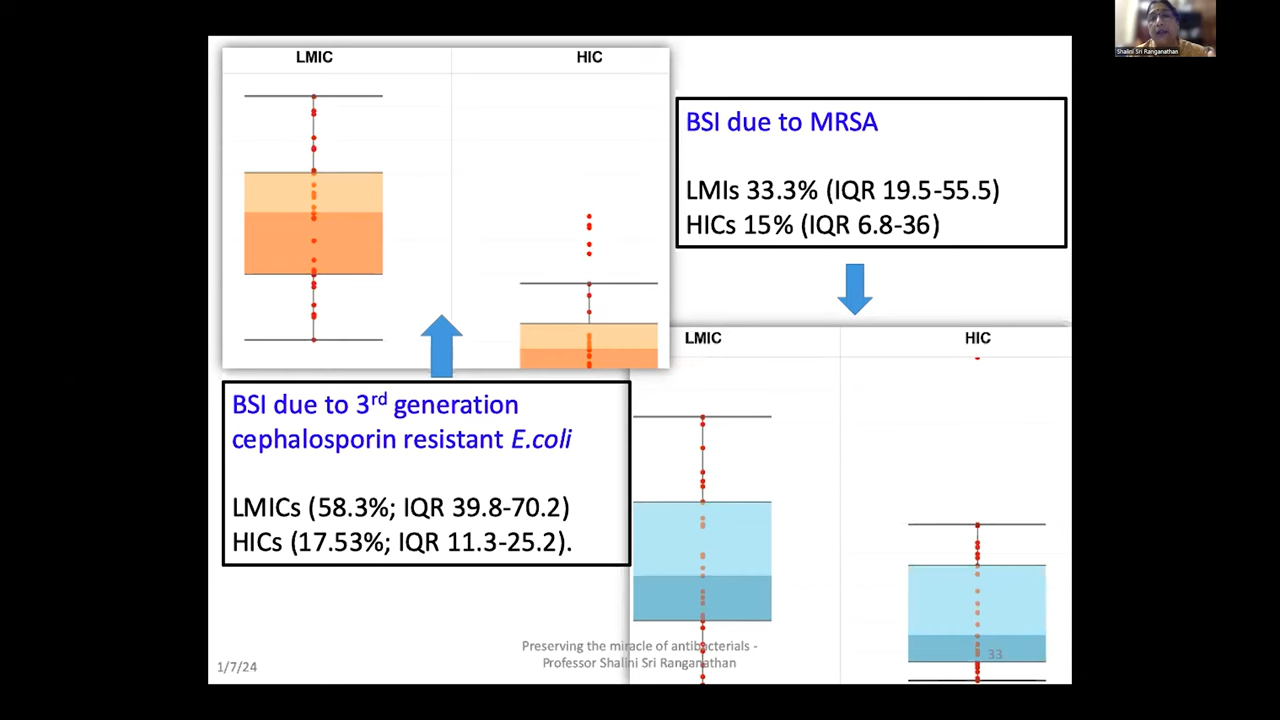 LMIC
HIC
BSI due to MRSA
LMIs 33.3% (IQR 19.5-55.5)
HICs 15% (IQR 6.8-36)
BSI due to 3rd generation
cephalosporin resistant E.coli
LMICs (58.3%; IQR 39.8-70.2)
HICs (17.53%; IQR 11.3-25.2).
LMIC
HIC
1/7/24
Preserving the miracle of antibacterials -
Professor Shalini Sri Ranganathan
33
Shalini Sri Ranganathan